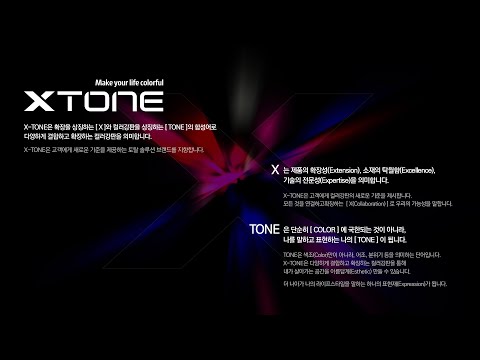 Make your life colorful
XTONE
X-TONE은 확장을 상징하는 [ X ]와 컬러강판을 상징하는 [ TONE ]의 합성어로
다양하게 결합하고 확장하는 컬러강판을 의미합니다.
X-TONE은 고객에게 새로운 기준을 제공하는 토탈 솔루션 브랜드를 지향합니다.
X 는 제품의 확장성(Extension), 소재의 탁월함(Excellence),
기술의 전문성(Expertise)을 의미합니다.
X-TONE은 고객에게 컬러강판의 새로운 기준을 제시합니다.
모든 것을 연결하고확장하는 [ X(Collaboration) ] 로 우리의 가능성을 말합니다.
TONE 은 단순히 [ COLOR ] 에 국한되는 것이 아니라,
나를 말하고 표현하는 나의 [ TONE ] 이 됩니다.
TONE은 색조(Color)만이 아니라, 어조, 분위기 등을 의미하는 단어입니다.
X-TONE은 다양하게 결합하고 확장하는 컬러강판을 통해
내가 살아가는 공간을 아름답게(Esthetic) 만들 수 있습니다.
더 나아가 나의 라이프스타일을 말하는 하나의 표현재(Expression)가 됩니다.